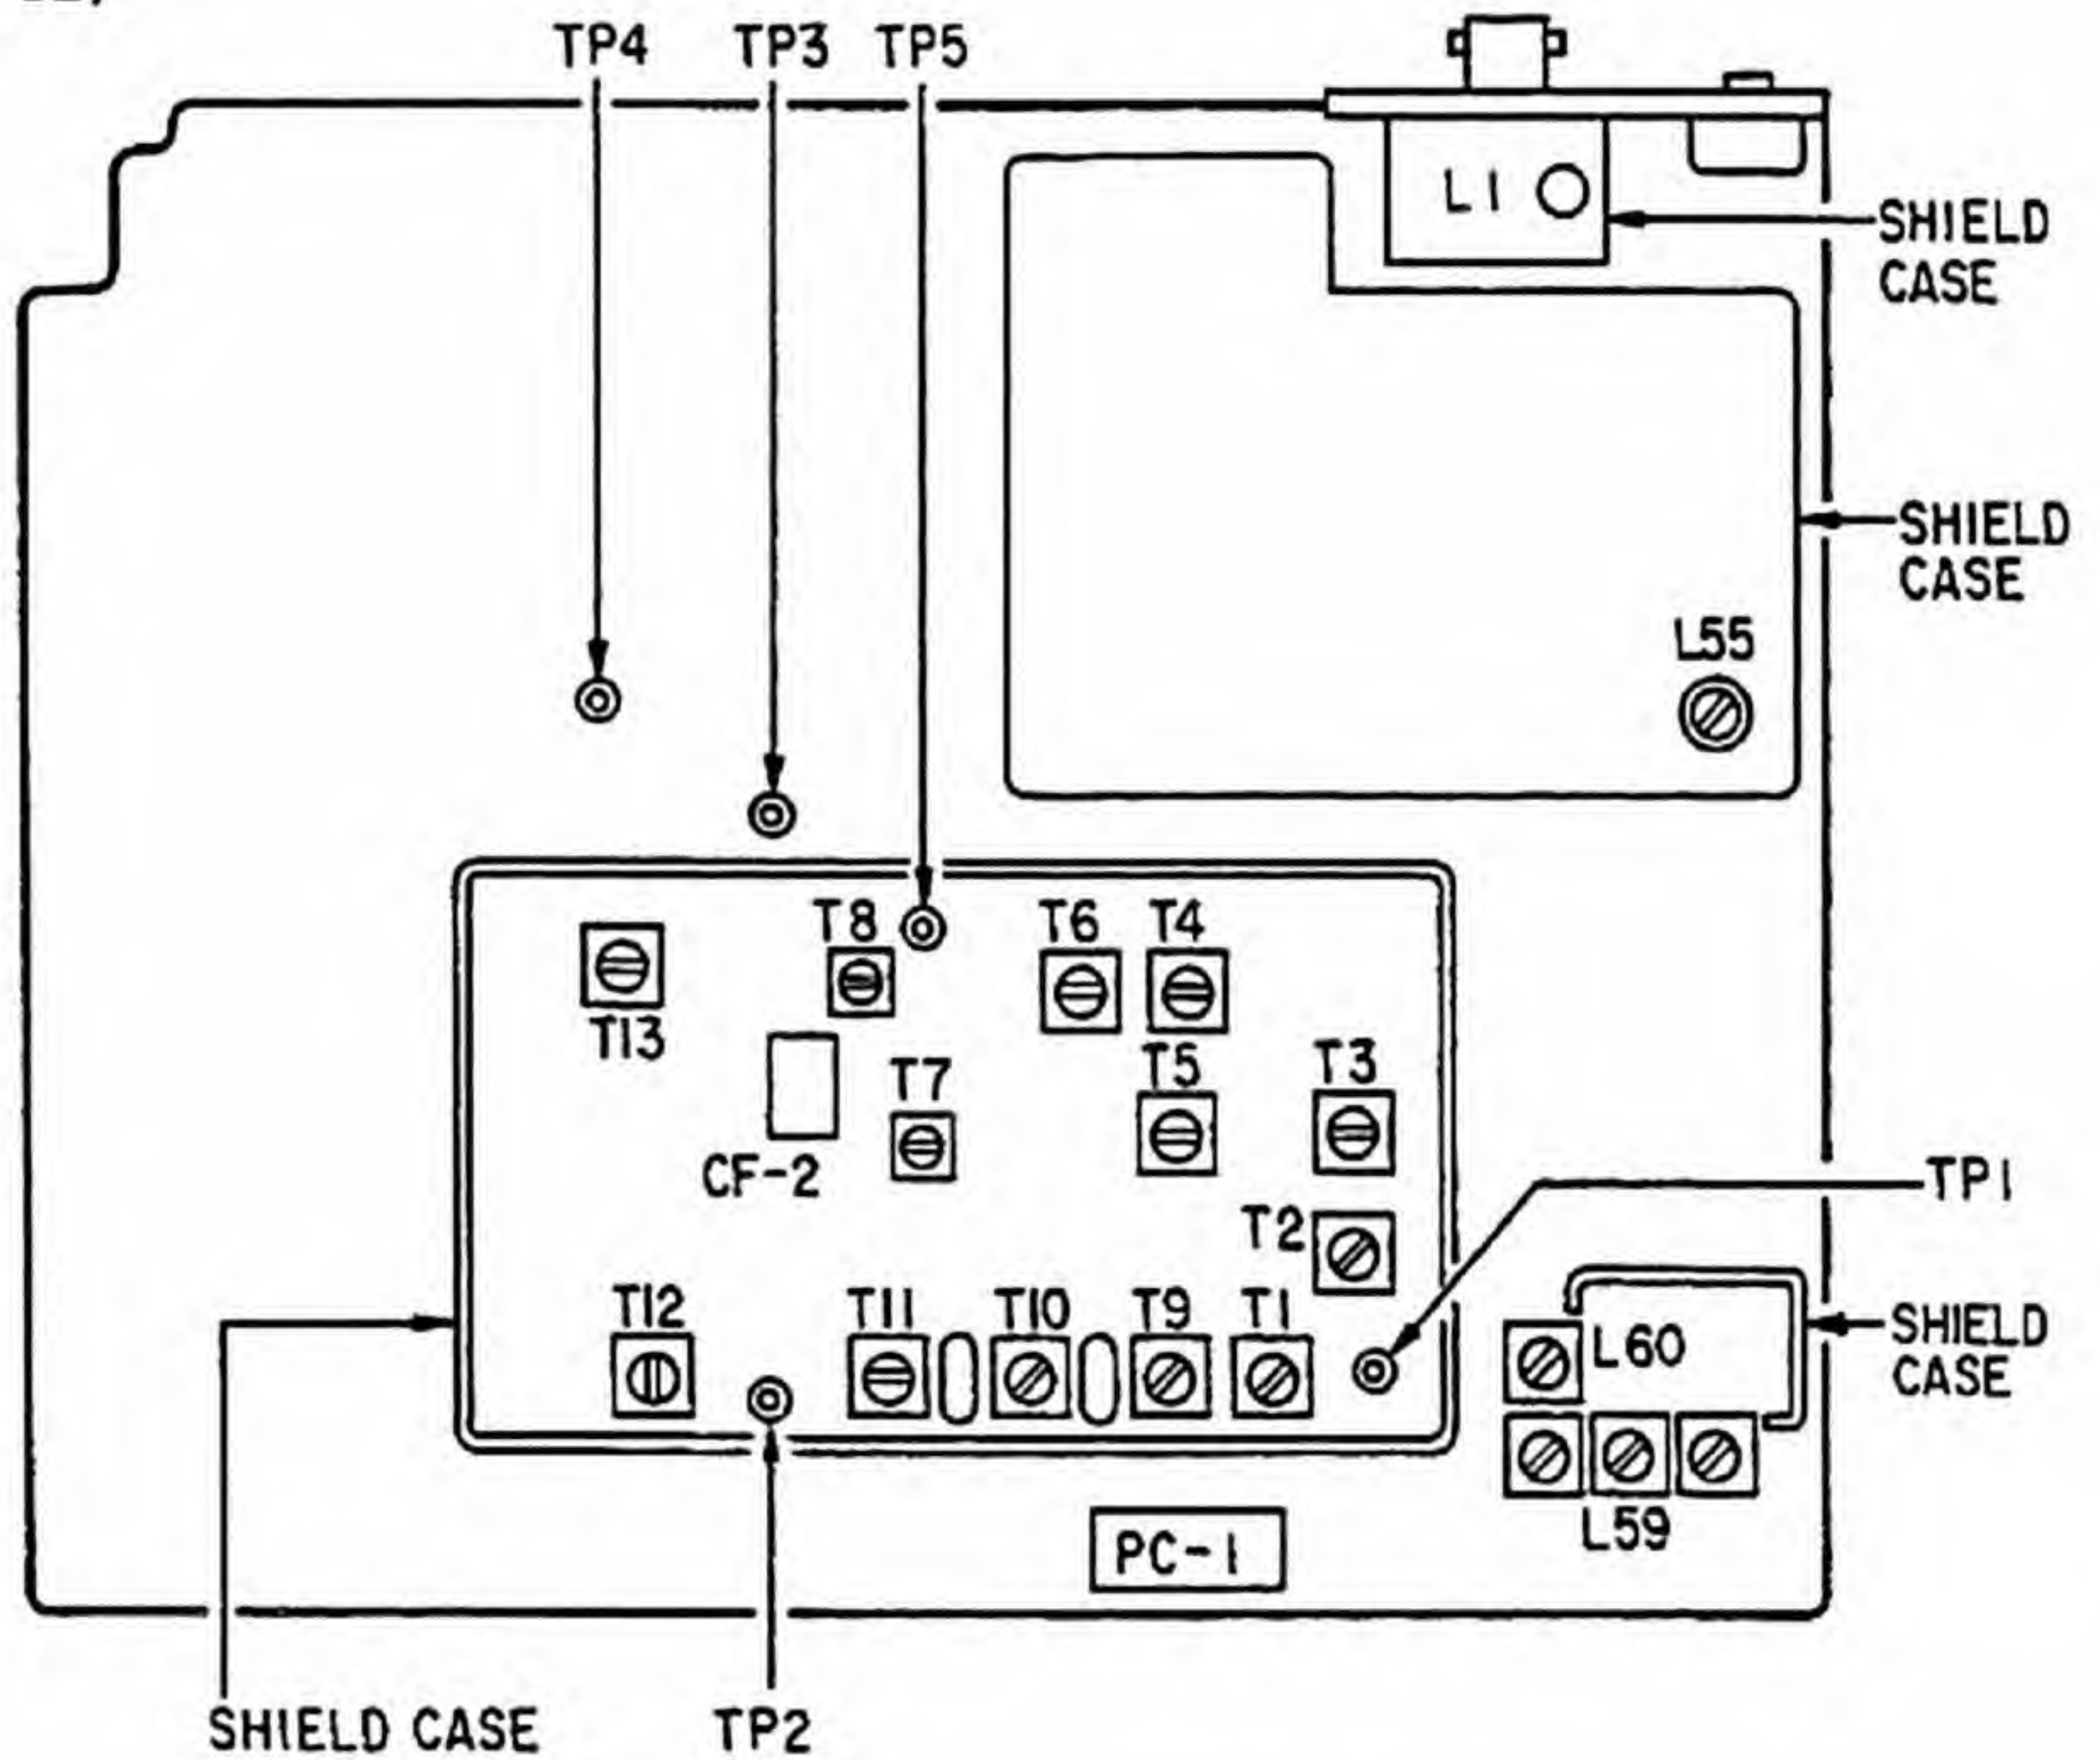 TP4 TP3 TP5
L1
SHIELD
CASE
SHIELD
CASE
L55
T8 T6 T4
T13
T5 T3
T7
CF-2
TP1
T2
T12 T11 T10 T9 T1
L60
SHIELD
CASE
L59
PC-1
SHIELD CASE TP2